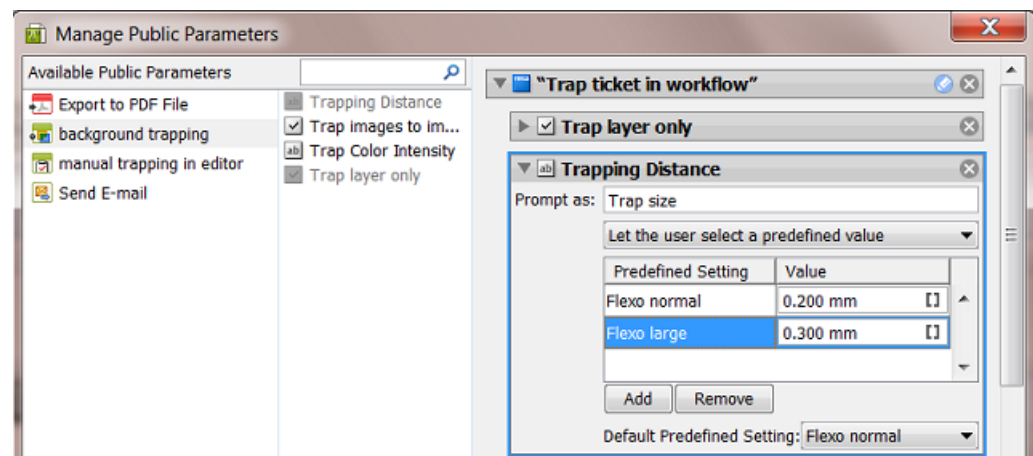 Manage Public Parameters
X
Available Public Parameters
Export to PDF File
background trapping
manual trapping in editor
Send E-mail
ab Trapping Distance
Trap images to im...
ab Trap Color Intensity
Trap layer only
"Trap ticket in workflow"
Trap layer only
ab Trapping Distance
Prompt as: Trap size
Let the user select a predefined value
Predefined Setting Value
Flexo normal 0.200 mm []
Flexo large 0.300 mm []
Add Remove
Default Predefined Setting: Flexo normal